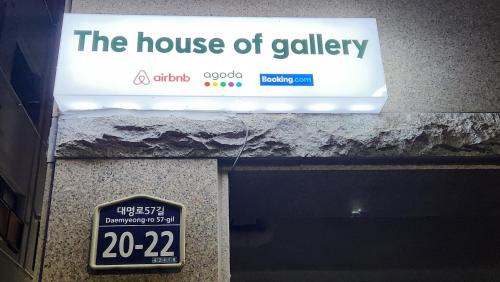 The house of gallery
airbnb agoda Booking.com
대명로57길
Daemyeong-ro 57-gil
20-22